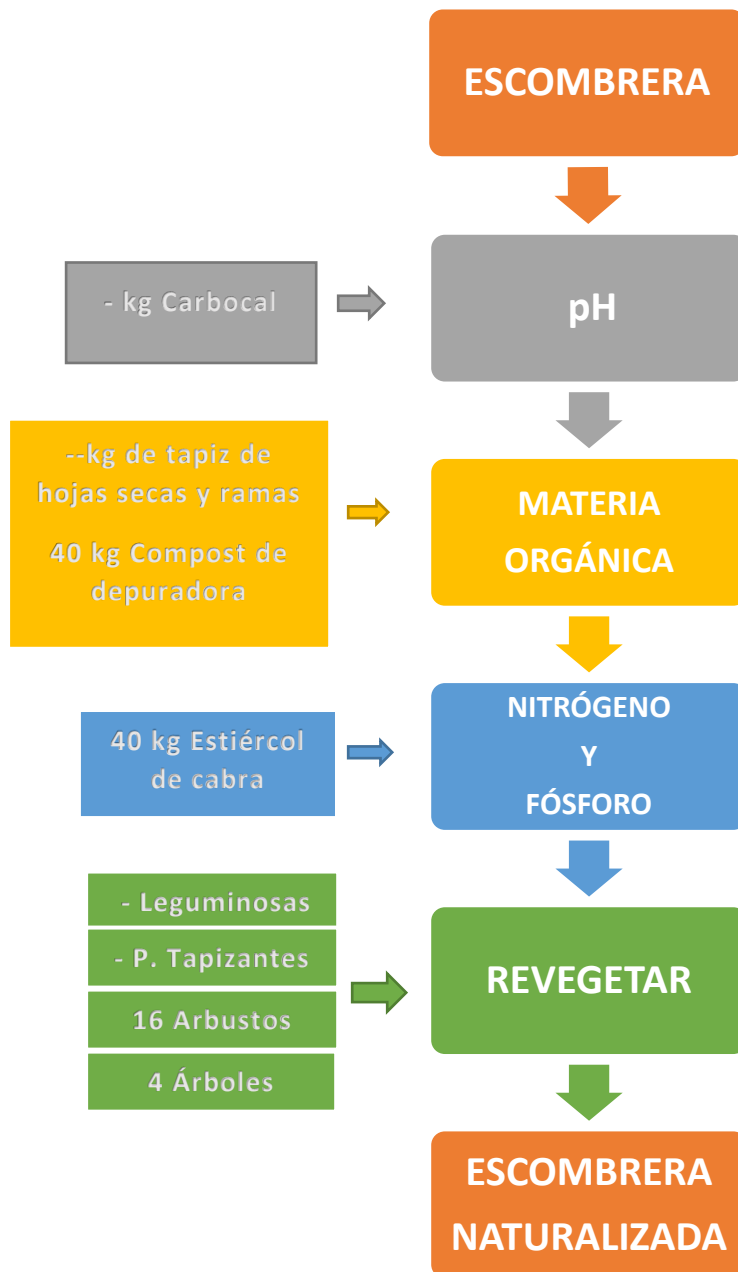 ESCOMBRERA
- kg Carbocal
pH
--kg de tapiz de
hojas secas y ramas
40 kg Compost de
depuradora
MATERIA
ORGÁNICA
40 kg Estiércol
de cabra
NITRÓGENO
Y
FÓSFORO
- Leguminosas
- P. Tapizantes
16 Arbustos
4 Árboles
REVEGETAR
ESCOMBRERA
NATURALIZADA